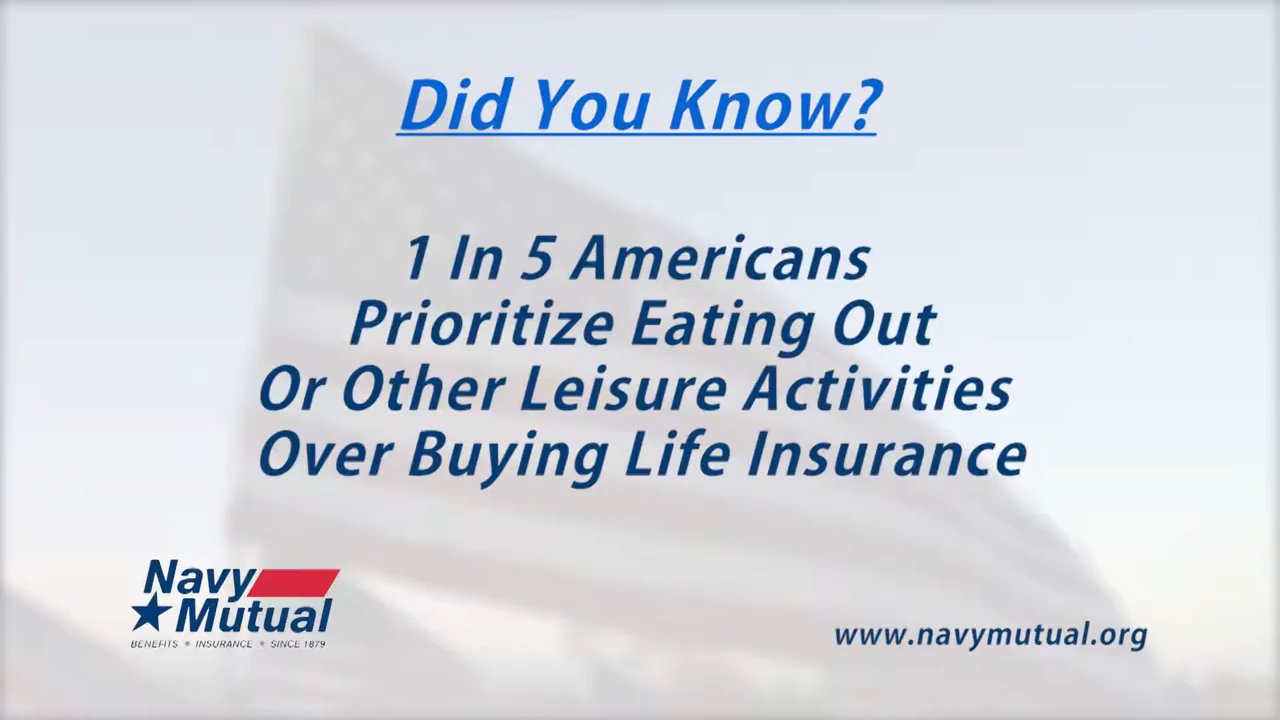 Did You Know?
1 In 5 Americans
Prioritize Eating Out
Or Other Leisure Activities
Over Buying Life Insurance
Navy
Mutual
BENEFITS ★ INSURANCE ★ SINCE 1879
www.navymutual.org